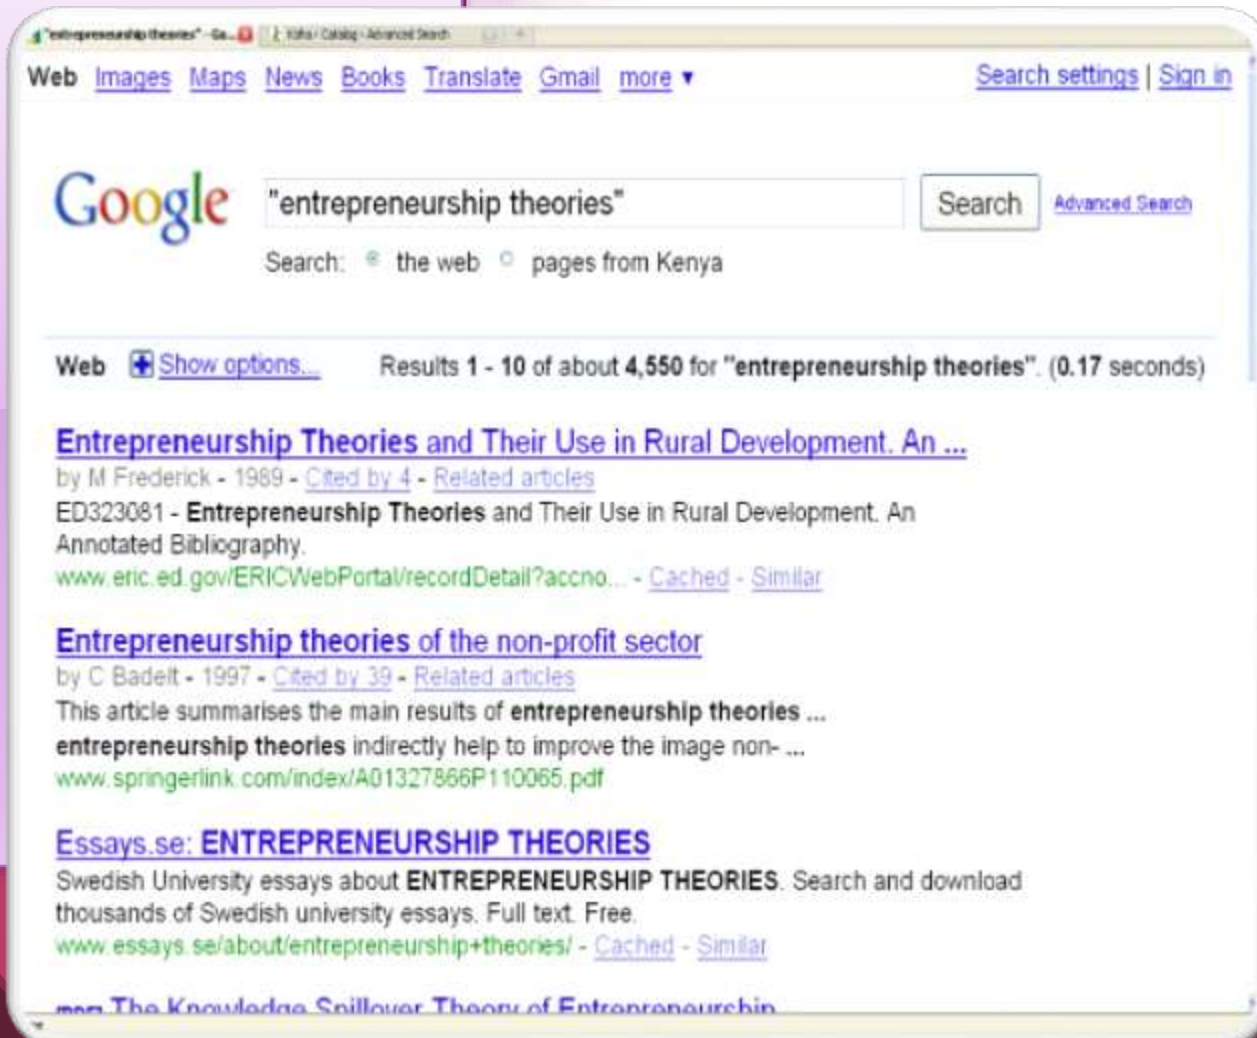 "entrepreneurship theories" - Go...
Koha › Catalog › Advanced Search
Web Images Maps News Books Translate Gmail more ▼
Search settings | Sign in
Google "entrepreneurship theories" Search Advanced Search
Search: the web pages from Kenya
Web Show options... Results 1 - 10 of about 4,550 for "entrepreneurship theories". (0.17 seconds)
Entrepreneurship Theories and Their Use in Rural Development. An ...
by M Frederick - 1989 - Cited by 4 - Related articles
ED323081 - Entrepreneurship Theories and Their Use in Rural Development. An
Annotated Bibliography.
www.eric.ed.gov/ERICWebPortal/recordDetail?accno... - Cached - Similar
Entrepreneurship theories of the non-profit sector
by C Badelt - 1997 - Cited by 39 - Related articles
This article summarises the main results of entrepreneurship theories ...
entrepreneurship theories indirectly help to improve the image non- ...
www.springerlink.com/index/A01327866P110065.pdf
Essays.se: ENTREPRENEURSHIP THEORIES
Swedish University essays about ENTREPRENEURSHIP THEORIES. Search and download
thousands of Swedish university essays. Full text. Free.
www.essays.se/about/entrepreneurship+theories/ - Cached - Similar
The Knowledge Spillover Theory of Entrepreneurship